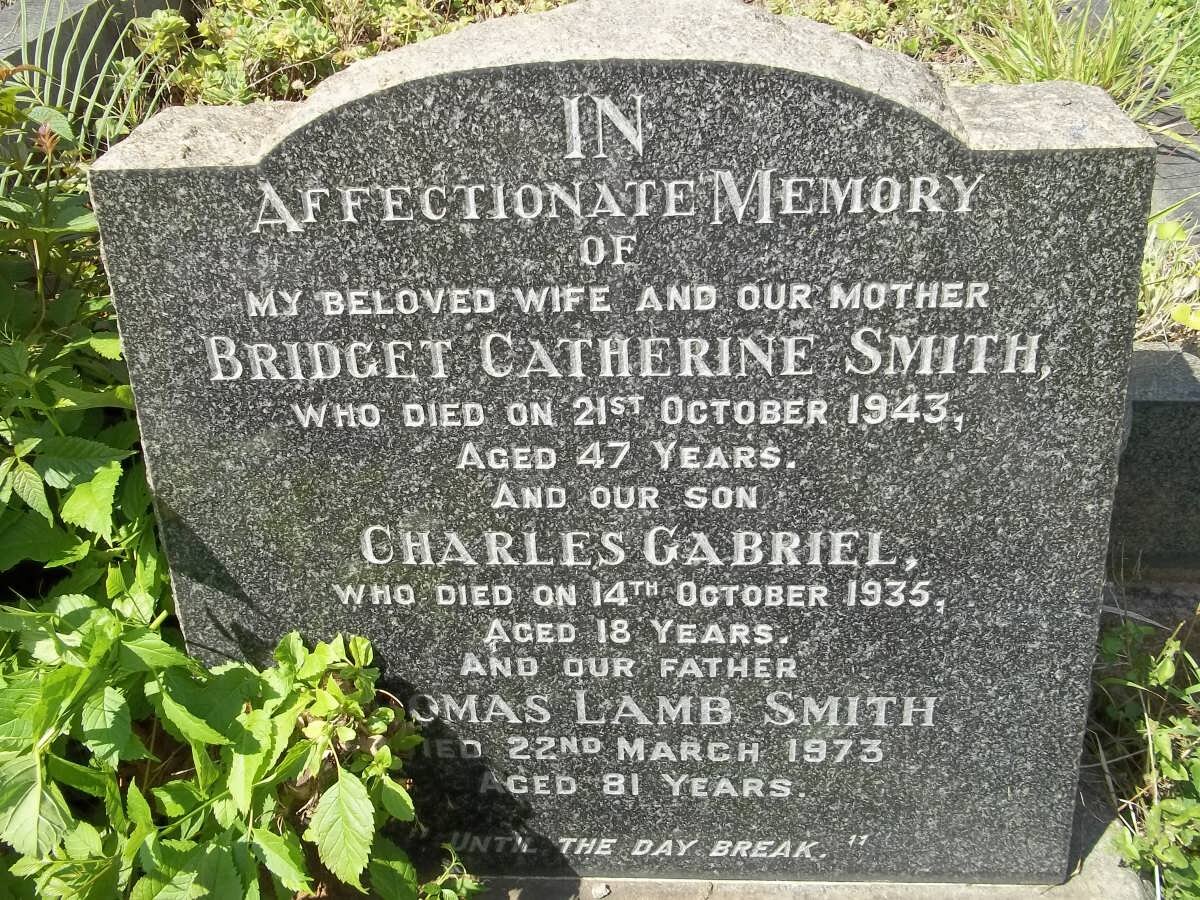 IN
AFFECTIONATE MEMORY
OF
MY BELOVED WIFE AND OUR MOTHER
BRIDGET CATHERINE SMITH,
WHO DIED ON 21ST OCTOBER 1943,
AGED 47 YEARS.
AND OUR SON
CHARLES GABRIEL,
WHO DIED ON 14TH OCTOBER 1935,
AGED 18 YEARS.
AND OUR FATHER
OMAS LAMB SMITH
IED 22ND MARCH 1973
AGED 81 YEARS.
UNTIL THE DAY BREAK."